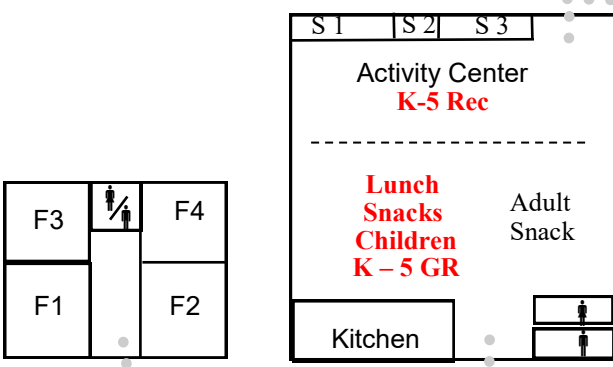 S 1 S 2 S 3
Activity Center
K-5 Rec
Lunch
Snacks
Children
K – 5 GR
Adult
Snack
Kitchen
F3 F4
F1 F2